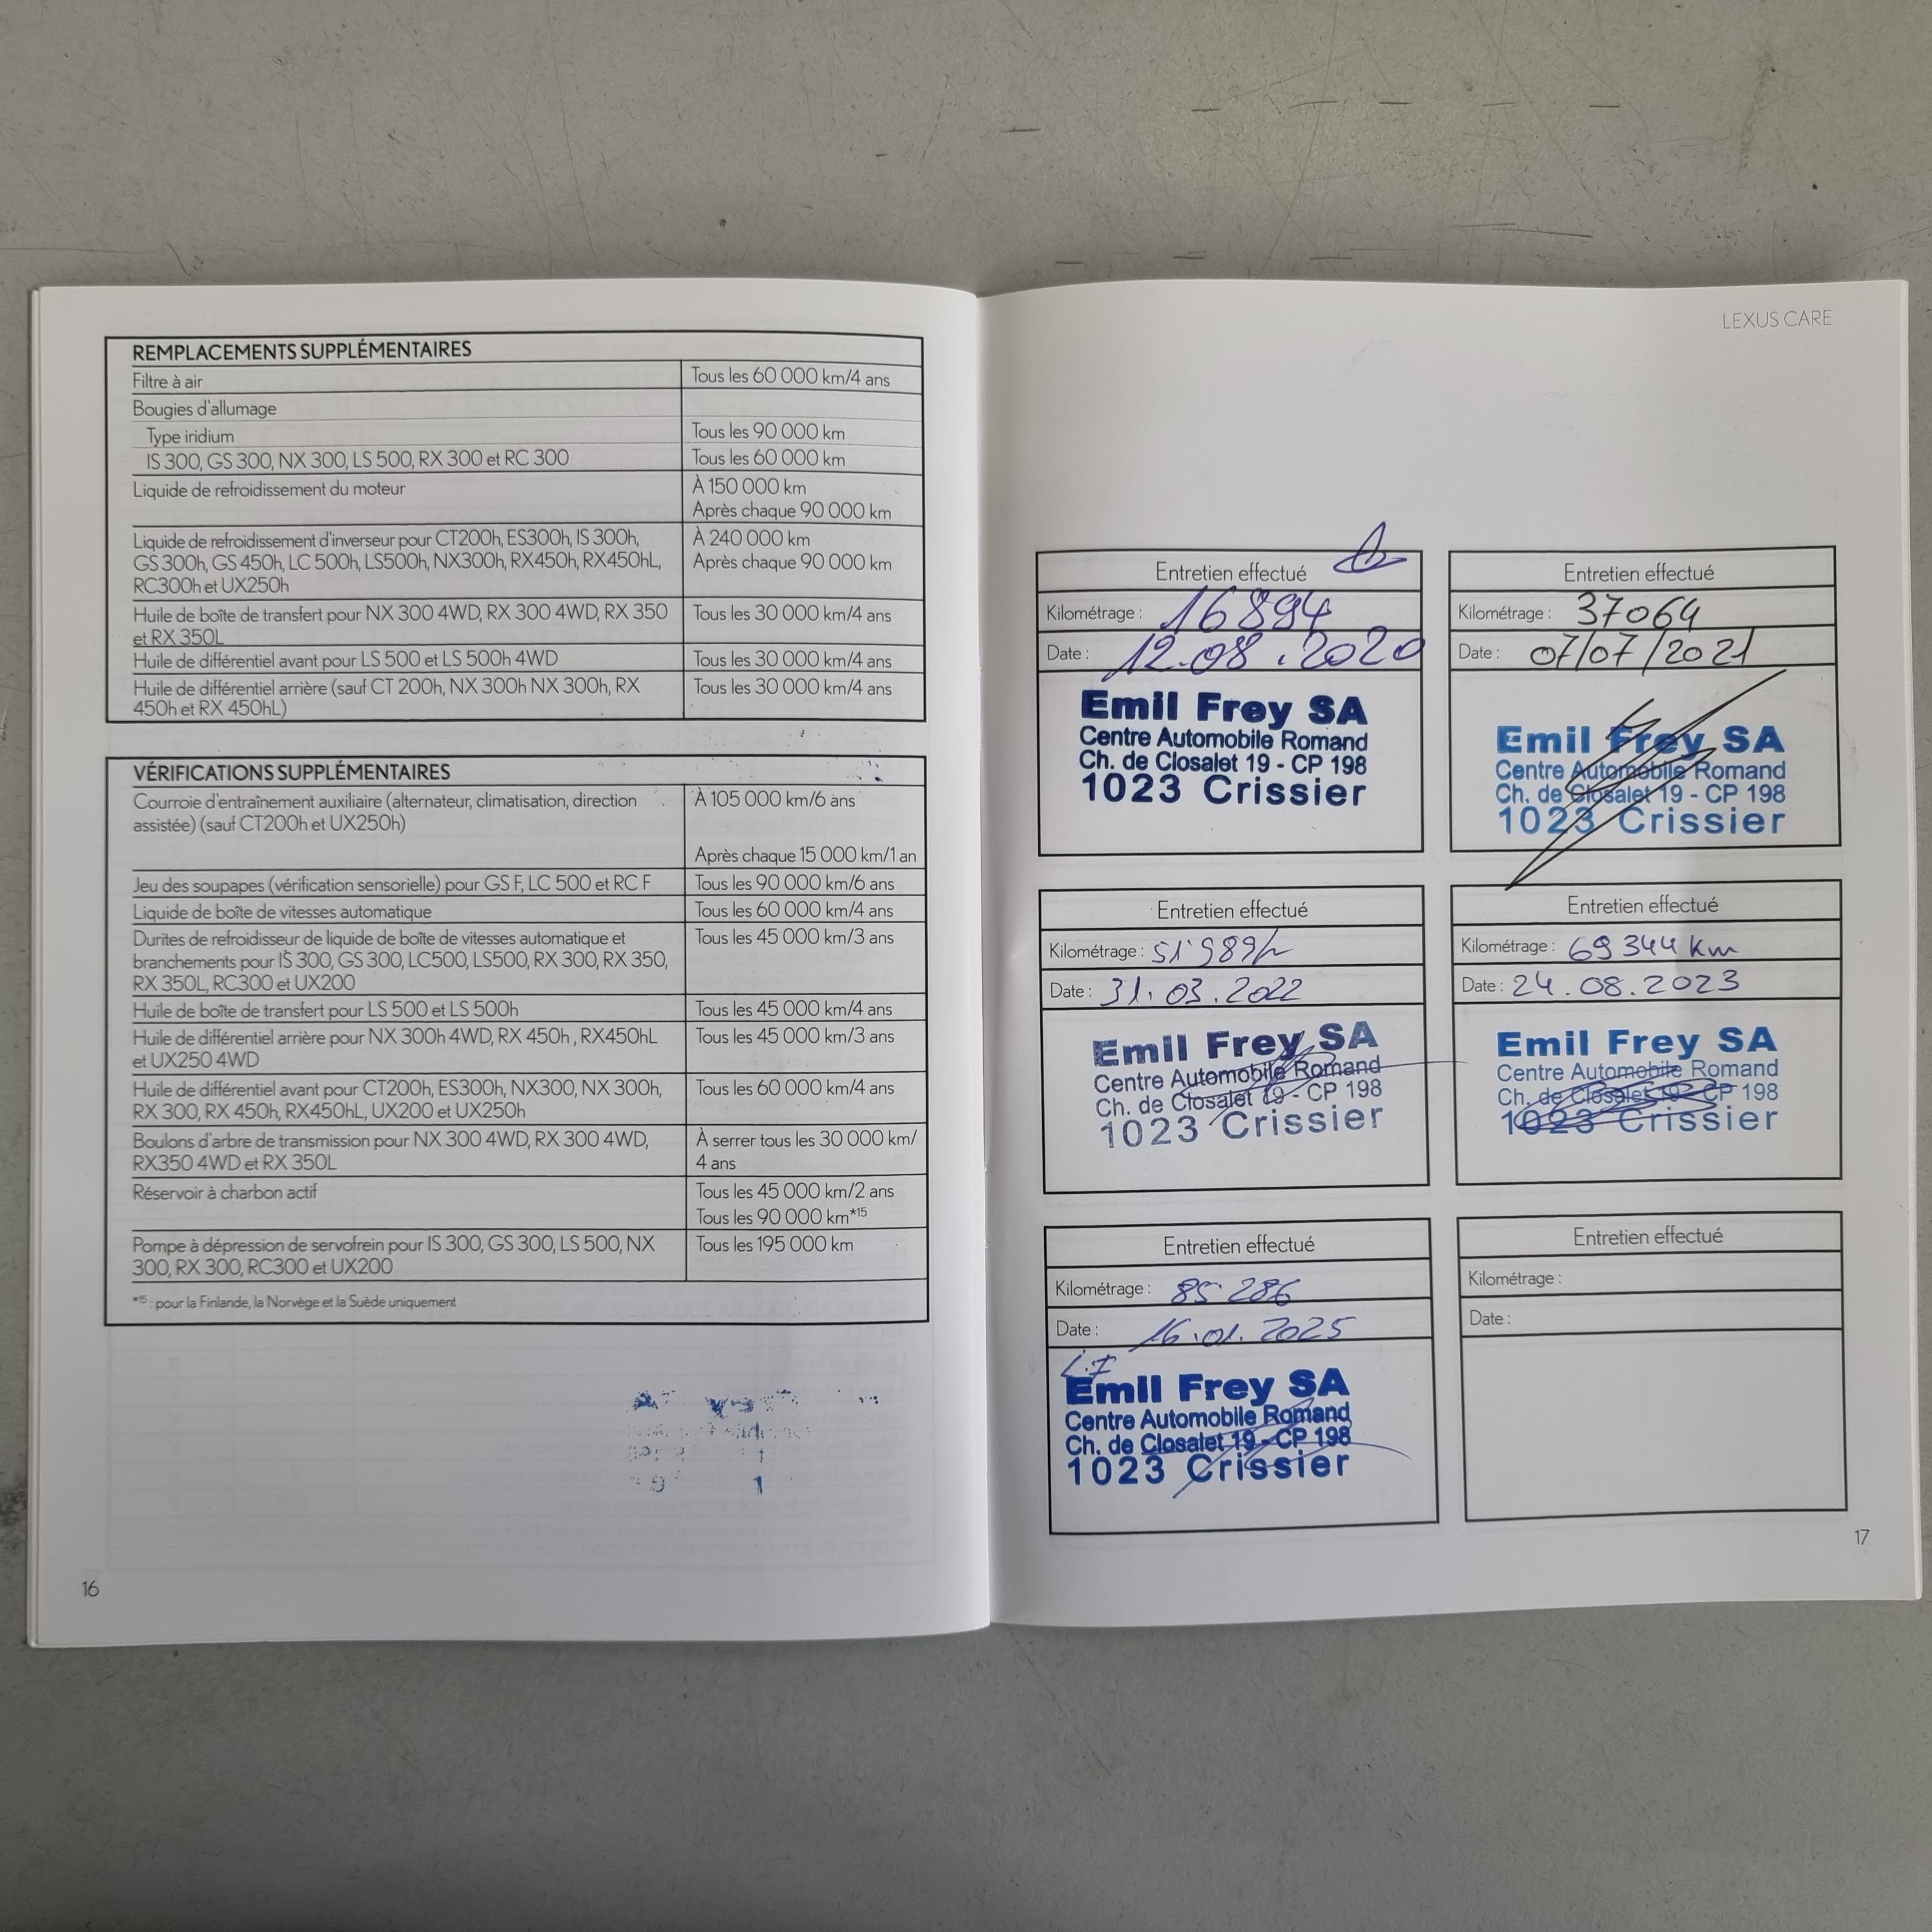 REMPLACEMENTS SUPPLÉMENTAIRES
Filtre à air Tous les 60 000 km/4 ans
Bougies d'allumage
Type iridium Tous les 90 000 km
IS 300, GS 300, NX 300, LS 500, RX 300 et RC 300 Tous les 60 000 km
Liquide de refroidissement du moteur À 150 000 km
Après chaque 90 000 km
Liquide de refroidissement d'inverseur pour CT200h, ES300h, IS 300h, À 240 000 km
GS 300h, GS 450h, LC 500h, LS500h, NX300h, RX450h, RX450hL, Après chaque 90 000 km
RC300h et UX250h
Huile de boîte de transfert pour NX 300 4WD, RX 300 4WD, RX 350 Tous les 30 000 km/4 ans
et RX 350L
Huile de différentiel avant pour LS 500 et LS 500h 4WD Tous les 30 000 km/4 ans
Huile de différentiel arrière (sauf CT 200h, NX 300h NX 300h, RX Tous les 30 000 km/4 ans
450h et RX 450hL)
VÉRIFICATIONS SUPPLÉMENTAIRES
Courroie d'entraînement auxiliaire (alternateur, climatisation, direction À 105 000 km/6 ans
assistée) (sauf CT200h et UX250h)
Après chaque 15 000 km/1 an
Jeu des soupapes (vérification sensorielle) pour GS F, LC 500 et RC F Tous les 90 000 km/6 ans
Liquide de boîte de vitesses automatique Tous les 60 000 km/4 ans
Durites de refroidisseur de liquide de boîte de vitesses automatique et Tous les 45 000 km/3 ans
branchements pour IS 300, GS 300, LC500, LS500, RX 300, RX 350,
RX 350L, RC300 et UX200
Huile de boîte de transfert pour LS 500 et LS 500h Tous les 45 000 km/4 ans
Huile de différentiel arrière pour NX 300h 4WD, RX 450h , RX450hL Tous les 45 000 km/3 ans
et UX250 4WD
Huile de différentiel avant pour CT200h, ES300h, NX300, NX 300h, Tous les 60 000 km/4 ans
RX 300, RX 450h, RX450hL, UX200 et UX250h
Boulons d'arbre de transmission pour NX 300 4WD, RX 300 4WD, À serrer tous les 30 000 km/
RX350 4WD et RX 350L 4 ans
Réservoir à charbon actif Tous les 45 000 km/2 ans
Tous les 90 000 km*15
Pompe à dépression de servofrein pour IS 300, GS 300, LS 500, NX Tous les 195 000 km
300, RX 300, RC300 et UX200
*15 : pour la Finlande, la Norvège et la Suède uniquement
16
LEXUS CARE
Entretien effectué
Kilométrage : 16894
Date : 12.08.2020
Emil Frey SA
Centre Automobile Romand
Ch. de Closalet 19 - CP 198
1023 Crissier
Entretien effectué
Kilométrage : 37064
Date : 07/07/2021
Emil Frey SA
Centre Automobile Romand
Ch. de Closalet 19 - CP 198
1023 Crissier
Entretien effectué
Kilométrage : 51'989
Date : 31.03.2022
Emil Frey SA
Centre Automobile Romand
Ch. de Closalet 19 - CP 198
1023 Crissier
Entretien effectué
Kilométrage : 69 344 km
Date : 24.08.2023
Emil Frey SA
Centre Automobile Romand
Ch. de Closalet 19 - CP 198
1023 Crissier
Entretien effectué
Kilométrage : 85'286
Date : 16.01.2025
Emil Frey SA
Centre Automobile Romand
Ch. de Closalet 19 - CP 198
1023 Crissier
Entretien effectué
Kilométrage :
Date :
17